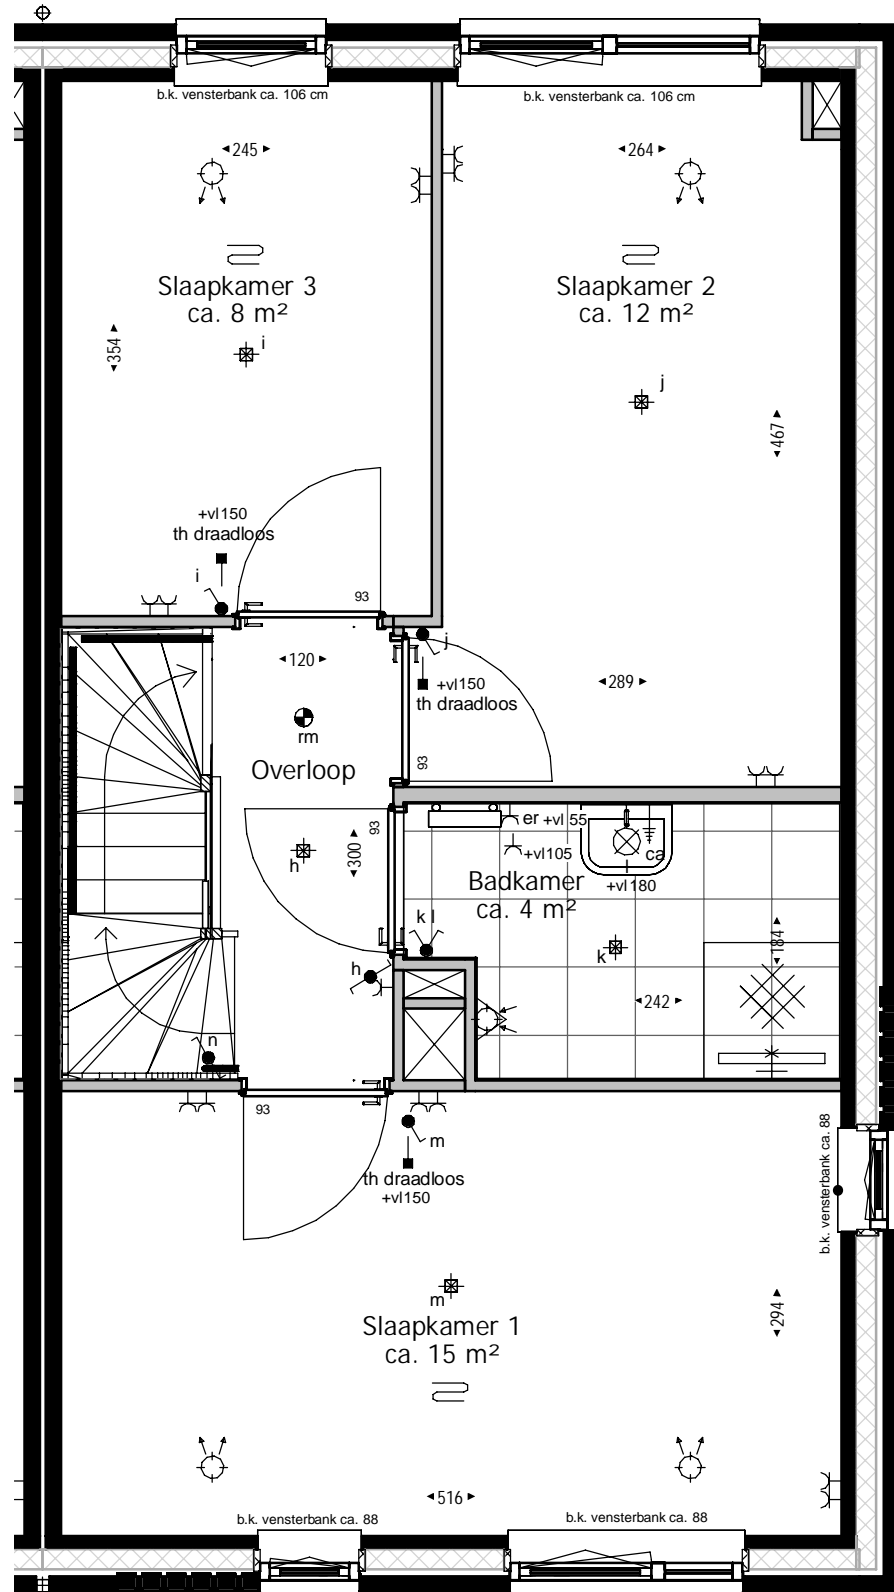 b.k. vensterbank ca. 106 cm
b.k. vensterbank ca. 106 cm
245
264
Slaapkamer 3
ca. 8 m²
Slaapkamer 2
ca. 12 m²
354
i
j
467
+vl150
th draadloos
i
93
j
120
+vl150
th draadloos
289
rm
Overloop
93
93
h
300
er +vl 55
+vl105
ca
+vl180
Badkamer
ca. 4 m²
k l
k
184
h
242
n
93
m
th draadloos
+vl150
b.k. vensterbank ca. 88
m
Slaapkamer 1
ca. 15 m²
294
516
b.k. vensterbank ca. 88
b.k. vensterbank ca. 88